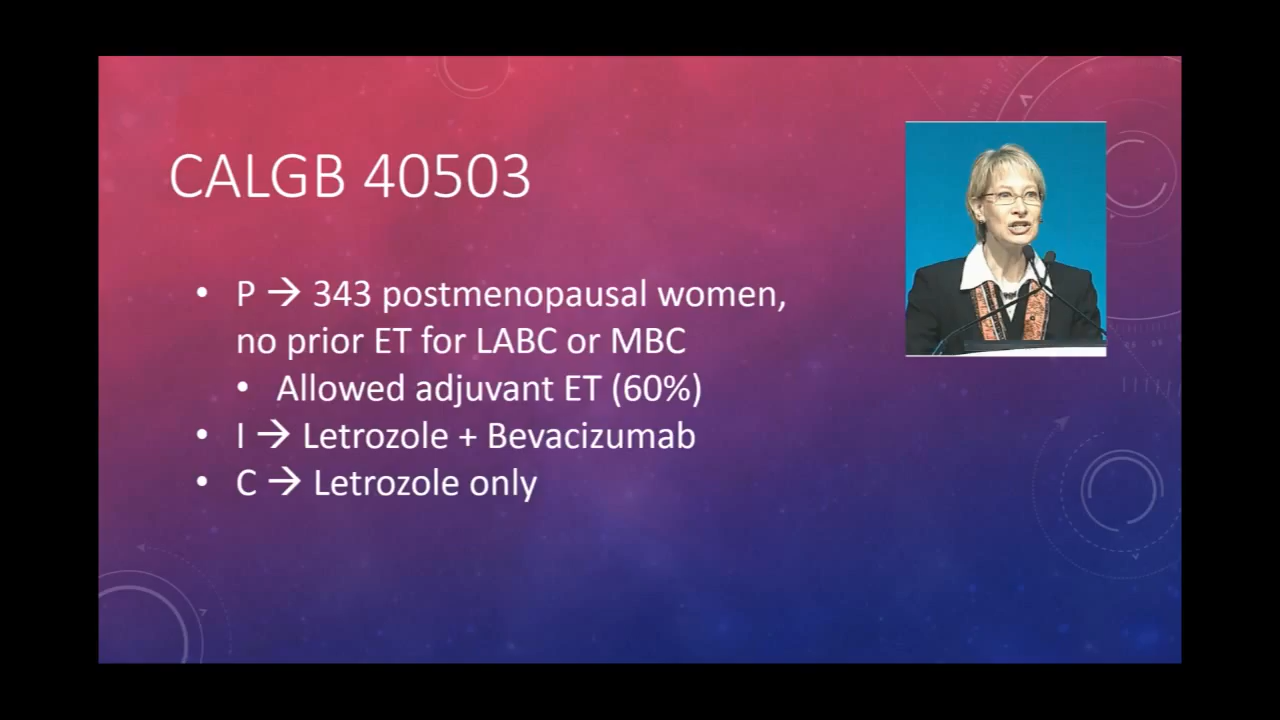 CALGB 40503
• P → 343 postmenopausal women,
no prior ET for LABC or MBC
• Allowed adjuvant ET (60%)
• I → Letrozole + Bevacizumab
• C → Letrozole only